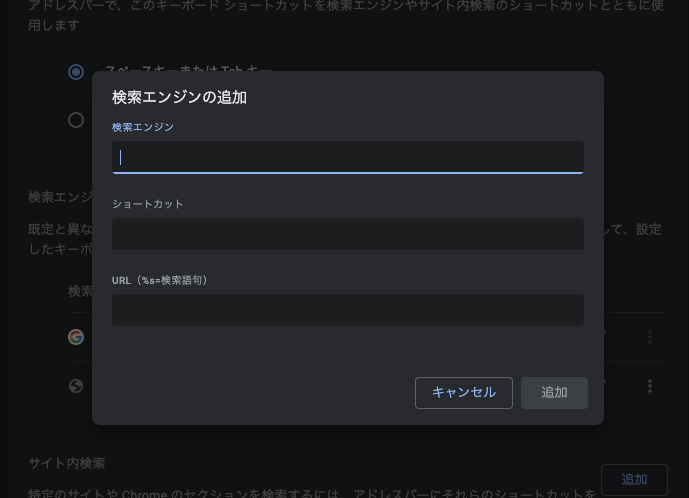 アドレスバーで、このキーボード ショートカットを検索エンジンやサイト内検索のショートカットとともに使
用します
スペースキーまたは Tab キー
検索エンジンの追加
検索エンジン
ショートカット
検索エンジ
既定と異な
して、設定
したキーボ
URL（%s=検索語句）
検索
キャンセル
追加
サイト内検索
特定のサイトや Chrome のセクションを検索するには、アドレスバーにそれらのショートカットを
追加